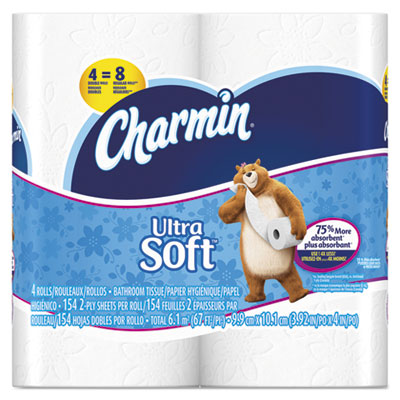 4 = 8
Charmin
Ultra
Soft™
75% More
absorbent
plus absorbant
4 ROLLS/ROULEAUX/ROLLOS • BATHROOM TISSUE/PAPIER HYGIÉNIQUE/PAPEL
HIGIÉNICO • 154 2-PLY SHEETS PER ROLL/154 FEUILLES 2 ÉPAISSEURS PAR
ROULEAU/154 HOJAS DOBLES POR ROLLO • TOTAL 6.1 m² (67 FT²/PI²) • 9.9 cm X 10.1 cm (3.92 IN/PO X 4 IN/PO)